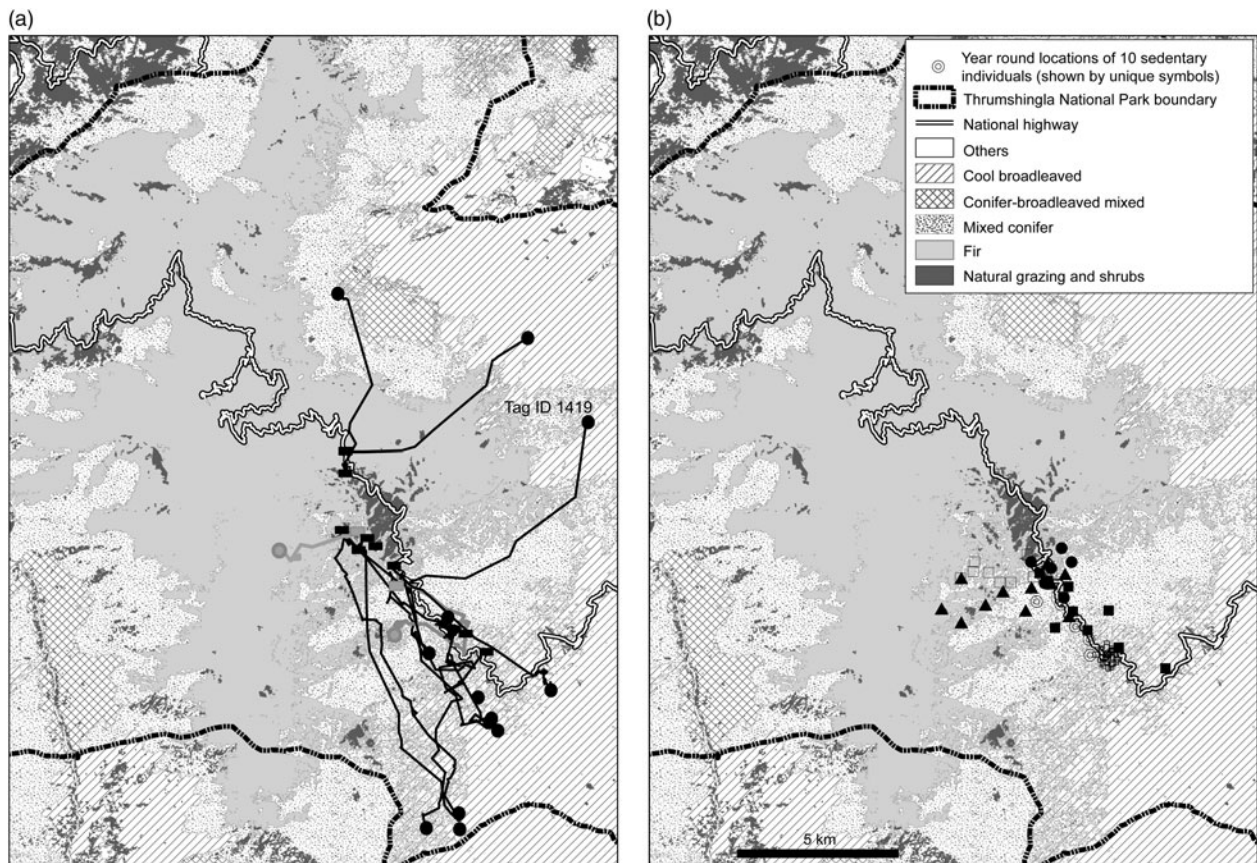 (a)
(b)
Year round locations of 10 sedentary
individuals (shown by unique symbols)
Thrumshingla National Park boundary
National highway
Others
Cool broadleaved
Conifer-broadleaved mixed
Mixed conifer
Fir
Natural grazing and shrubs
Tag ID 1419
5 km